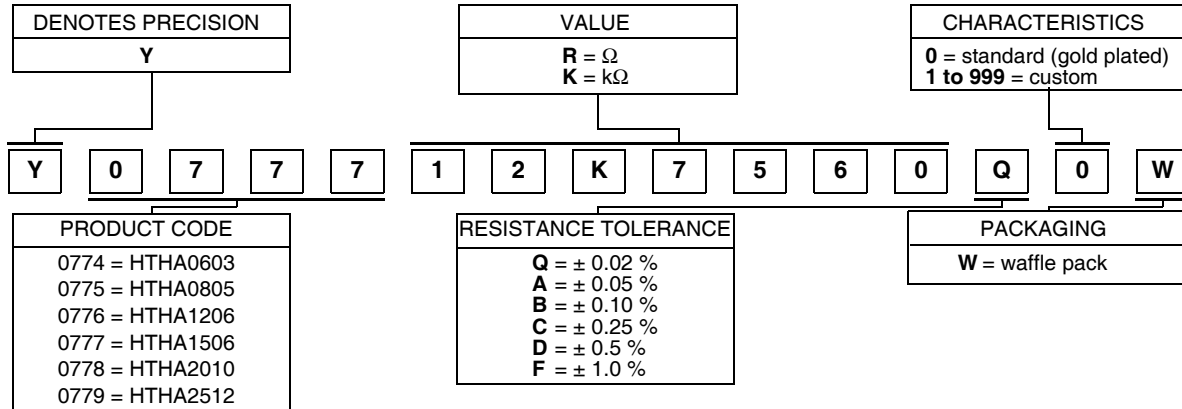 DENOTES PRECISION
Y
VALUE
R = Ω
K = kΩ
CHARACTERISTICS
0 = standard (gold plated)
1 to 999 = custom
Y 0 7 7 7 1 2 K 7 5 6 0 Q 0 W
PRODUCT CODE
0774 = HTHA0603
0775 = HTHA0805
0776 = HTHA1206
0777 = HTHA1506
0778 = HTHA2010
0779 = HTHA2512
RESISTANCE TOLERANCE
Q = ± 0.02 %
A = ± 0.05 %
B = ± 0.10 %
C = ± 0.25 %
D = ± 0.5 %
F = ± 1.0 %
PACKAGING
W = waffle pack